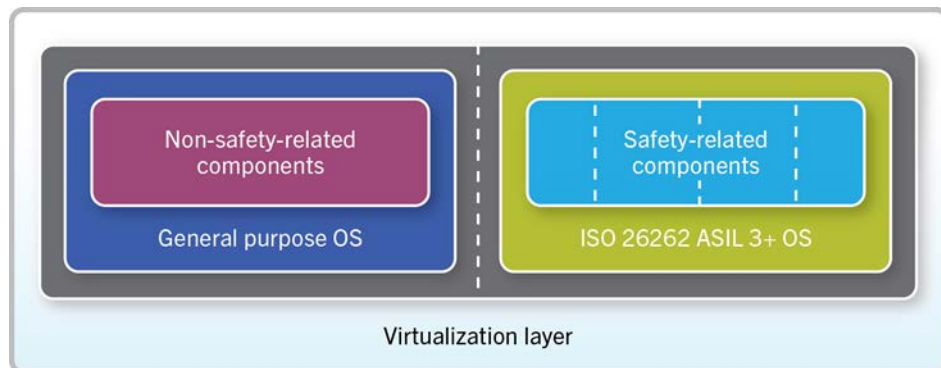 Non-safety-related
components
General purpose OS
Safety-related
components
ISO 26262 ASIL 3+ OS
Virtualization layer